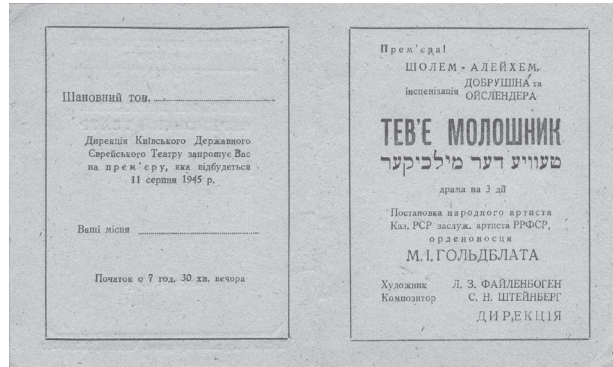 Шановний тов.
Дирекція Київського Державного
Єврейського Театру запрошує Вас
на прем'єру, яка відбудеться
11 серпня 1945 р.
Ваші місця
Початок о 7 год. 30 хв. вечора
Прем'єра!
ШОЛЕМ - АЛЕЙХЕМ,
інсценізація ДОБРУШІНА та
ОЙСЛЕНДЕРА
ТЕВ'Є МОЛОШНИК
טעוויע דער מילכיקער
драма на 3 дії
Постановка народного артиста
Каз. РСР заслуж. артиста РРФСР,
орденоносця
М. І. ГОЛЬДБЛАТА
Художник Л. З. ФАЙЛЕНБОГЕН
Композитор С. Н. ШТЕЙНБЕРГ
ДИРЕКЦІЯ